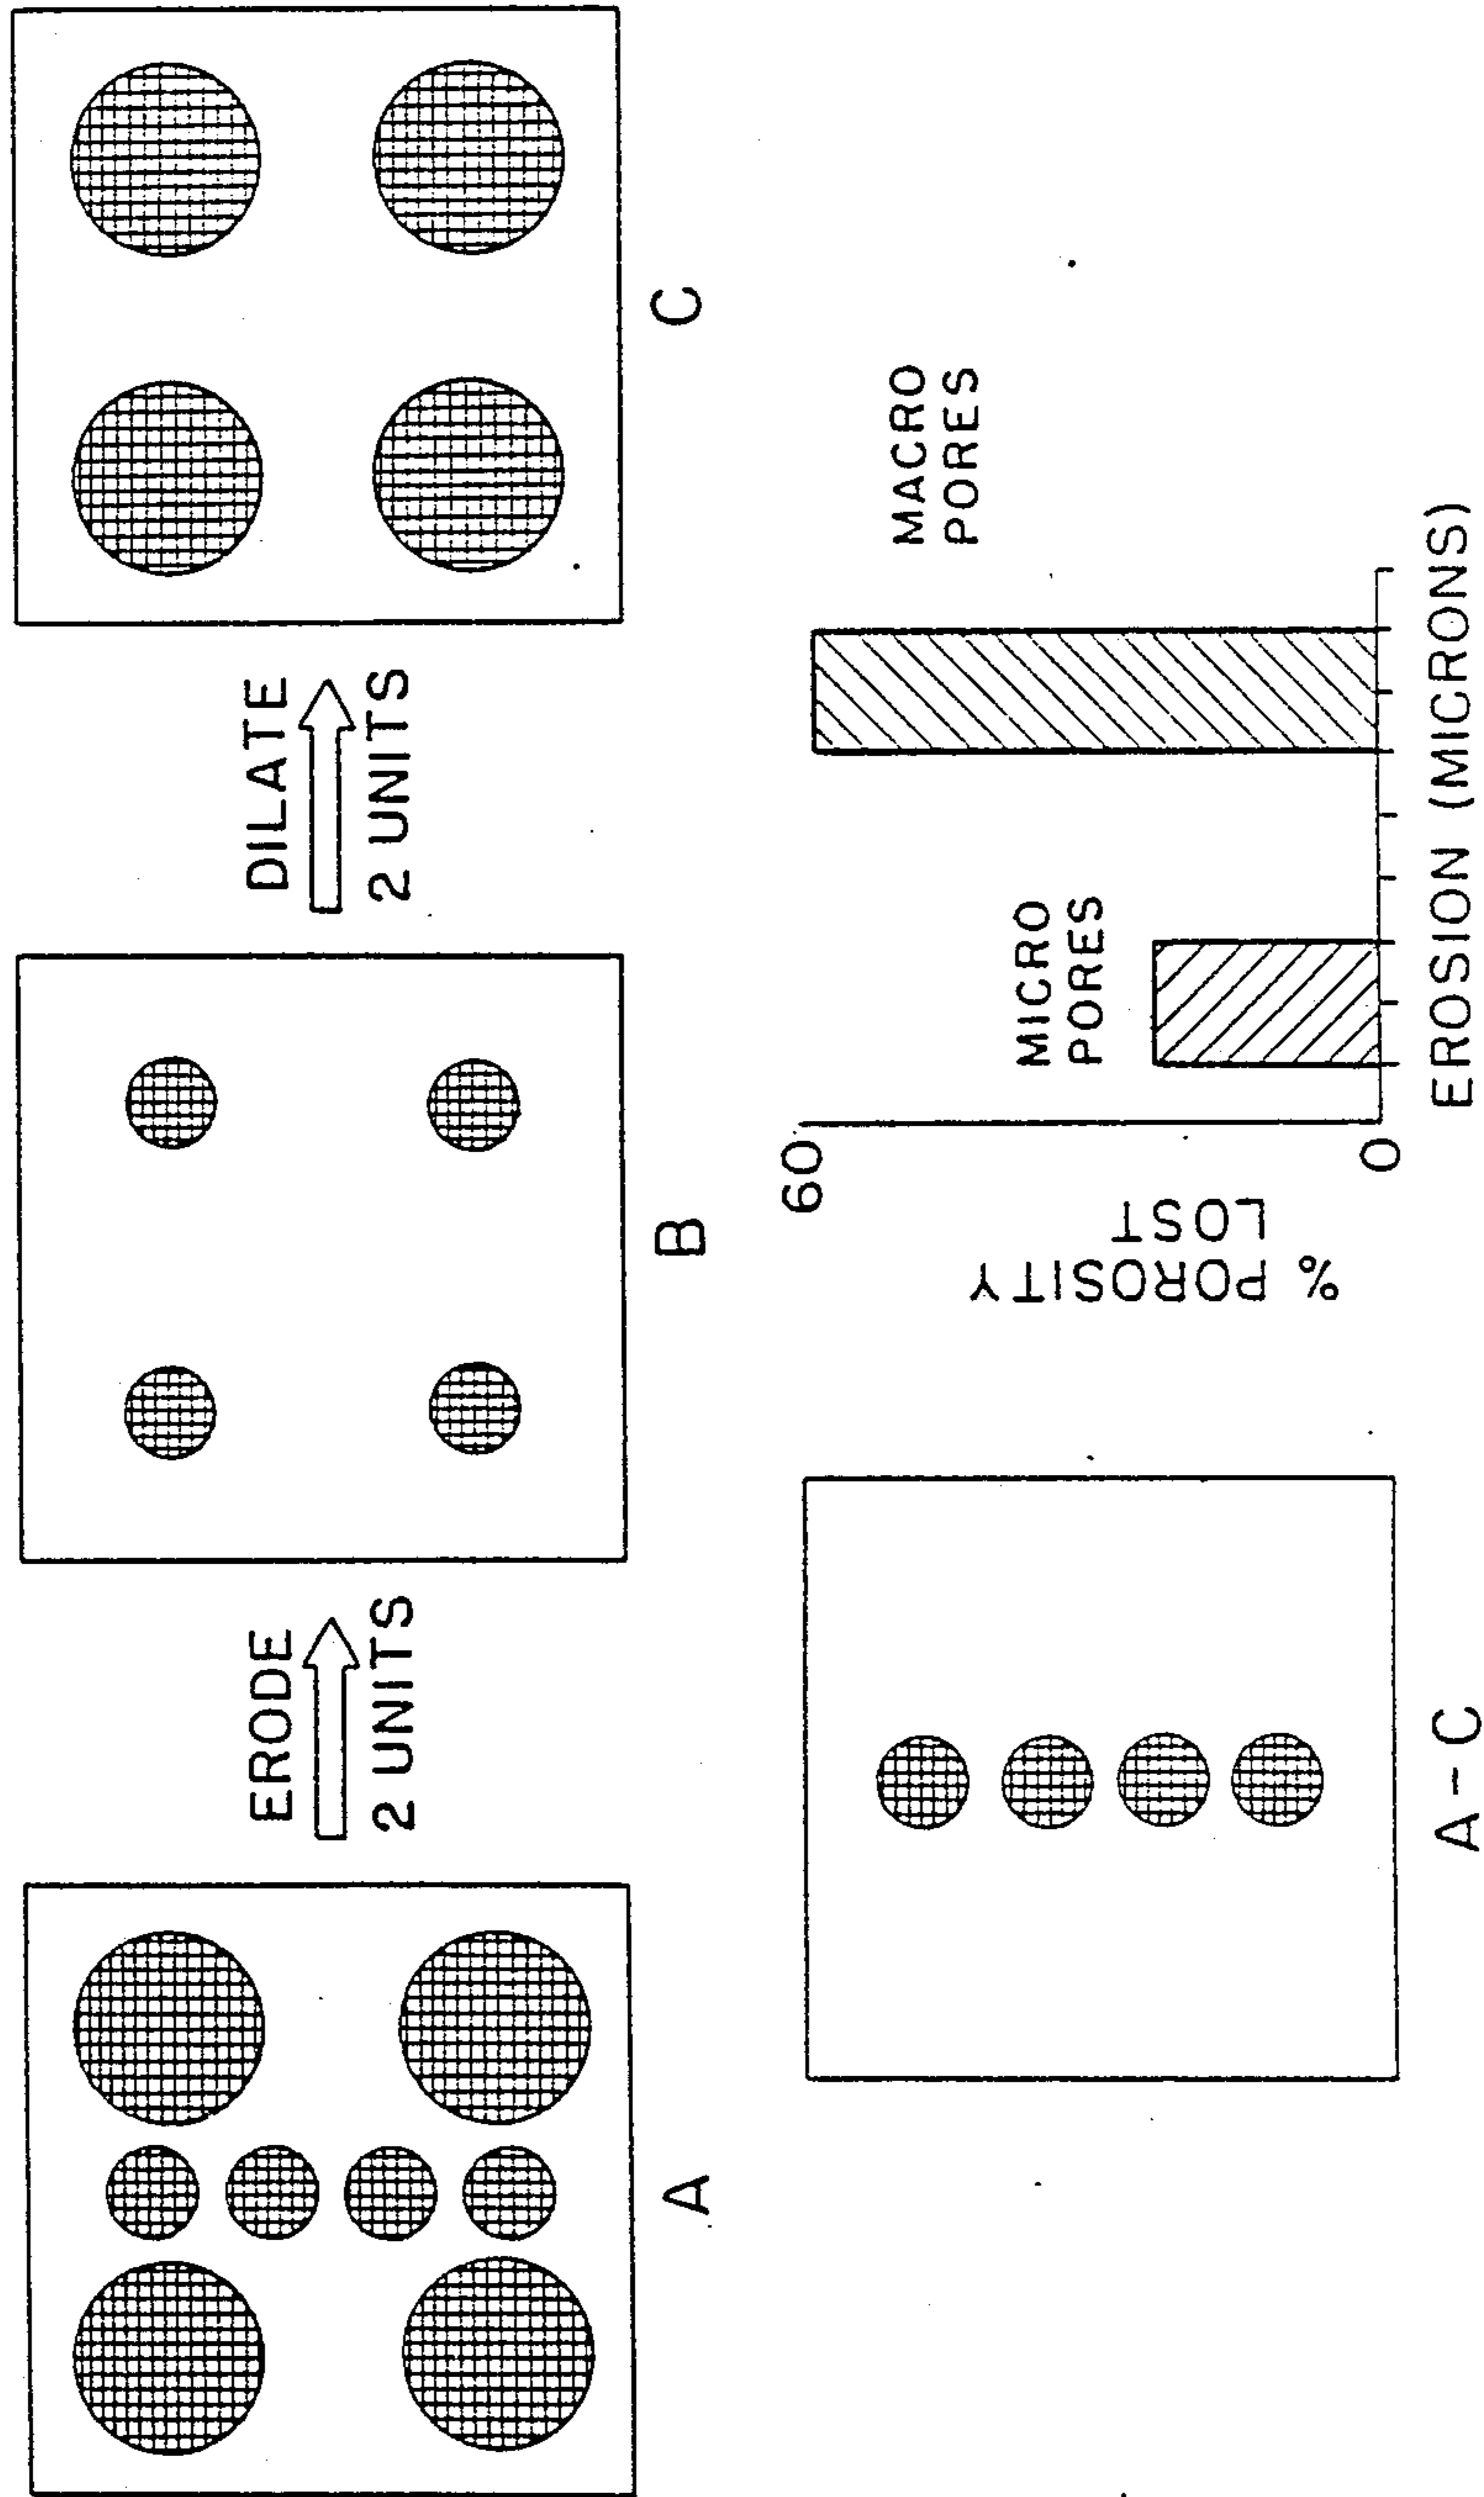 ERODE
2 UNITS
DILATE
2 UNITS
A
B
C
A-C
% POROSITY
LOST
60
0
MICRO
PORES
MACRO
PORES
EROSION (MICRONS)